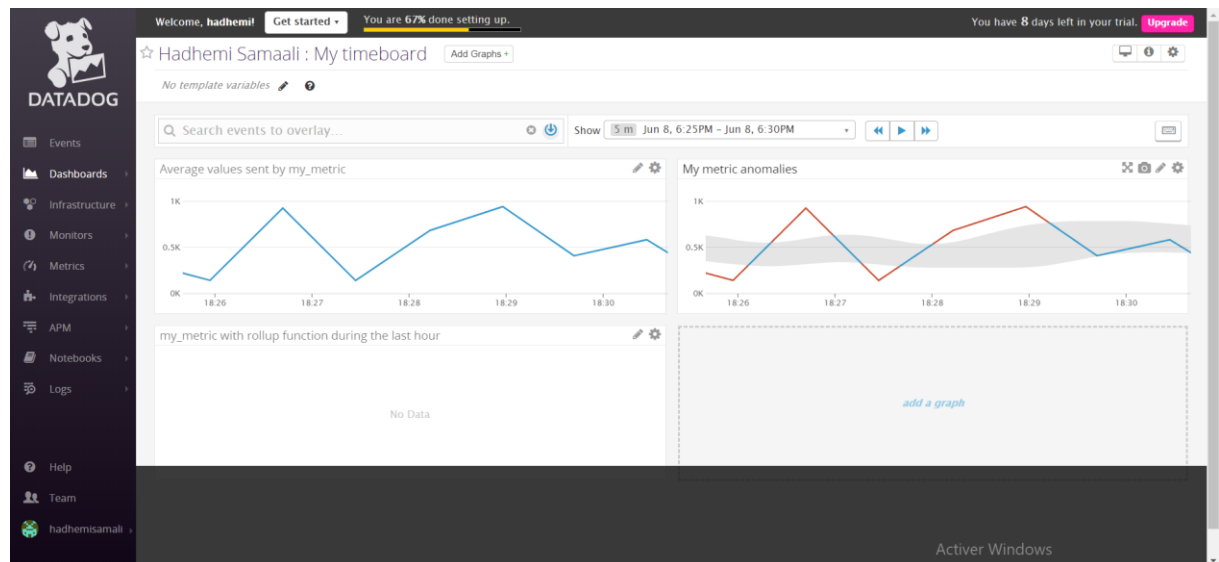 Welcome, hadhemi! Get started You are 67% done setting up. You have 8 days left in your trial. Upgrade
DATADOG
Hadhemi Samaali : My timeboard Add Graphs +
No template variables
Search events to overlay... Show 5 m Jun 8, 6:25PM – Jun 8, 6:30PM
Events
Dashboards
Infrastructure
Monitors
Metrics
Integrations
APM
Notebooks
Logs
Help
Team
hadhemisamali
Average values sent by my_metric
1K
0.5K
0K
18:26 18:27 18:28 18:29 18:30
My metric anomalies
1K
0.5K
0K
18:26 18:27 18:28 18:29 18:30
my_metric with rollup function during the last hour
No Data
add a graph
Activer Windows